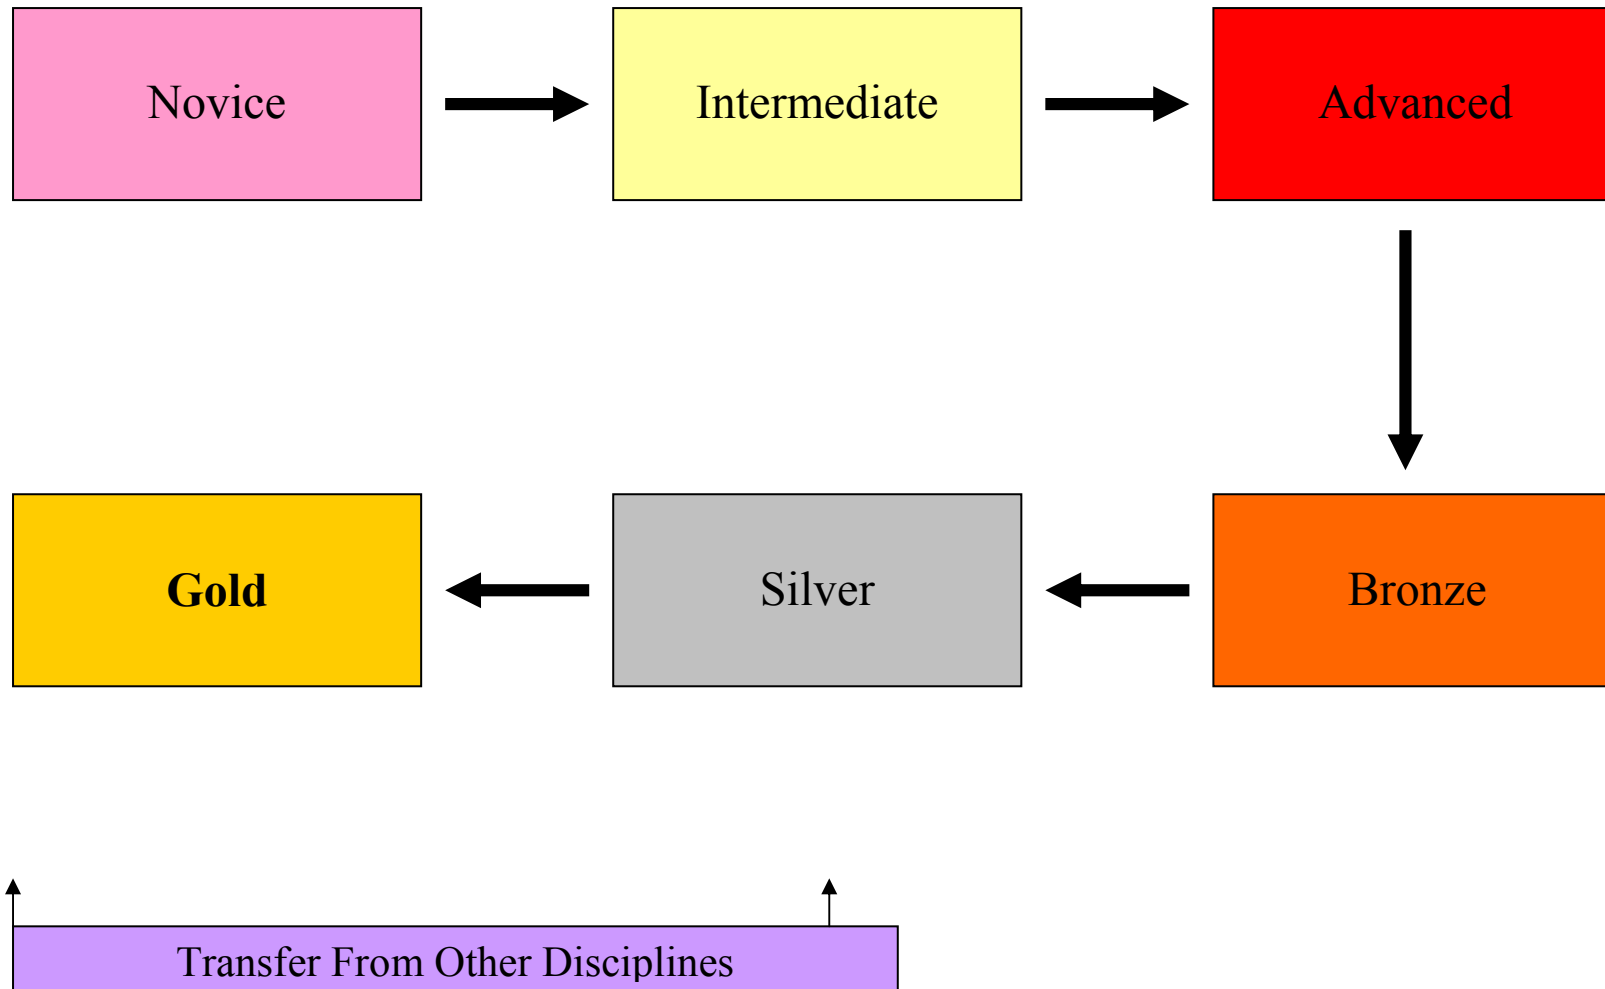 Novice
Intermediate
Advanced
Gold
Silver
Bronze
Transfer From Other Disciplines